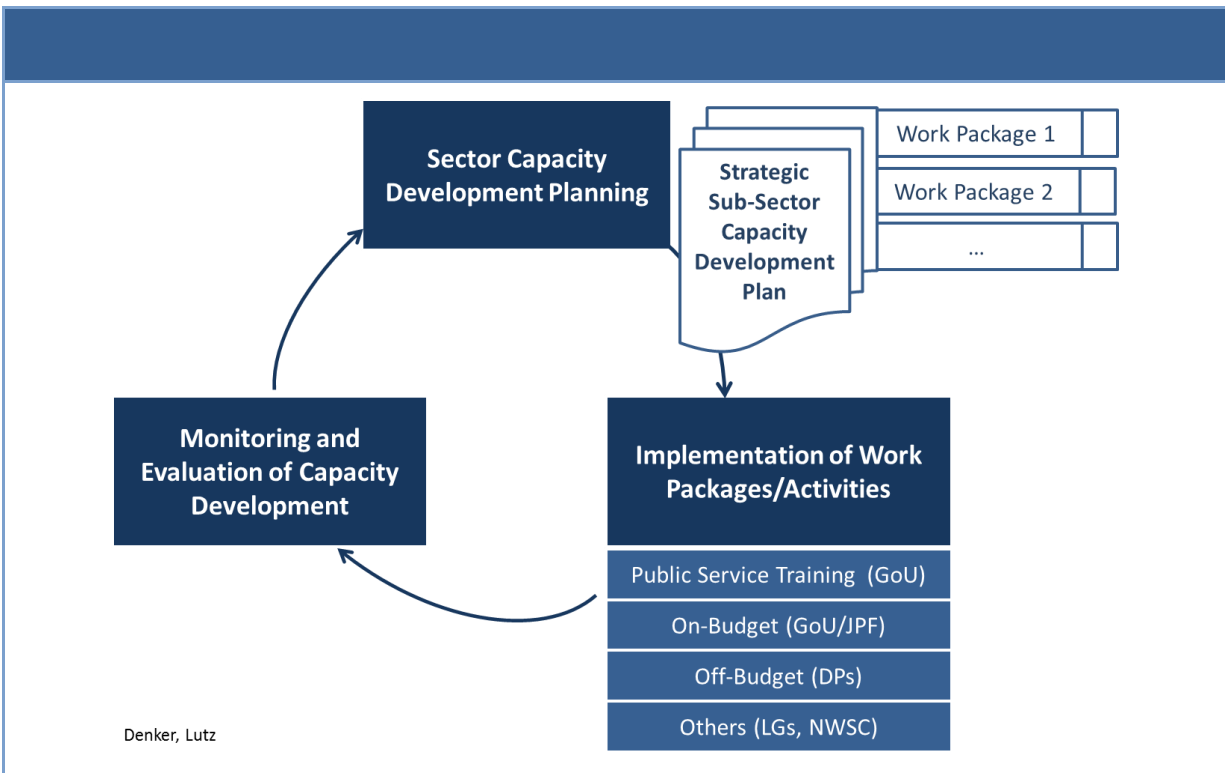 Sector Capacity
Development Planning
Strategic
Sub-Sector
Capacity
Development
Plan
Work Package 1
Work Package 2
...
Monitoring and
Evaluation of Capacity
Development
Implementation of Work
Packages/Activities
Public Service Training (GoU)
On-Budget (GoU/JPF)
Off-Budget (DPs)
Others (LGs, NWSC)
Denker, Lutz